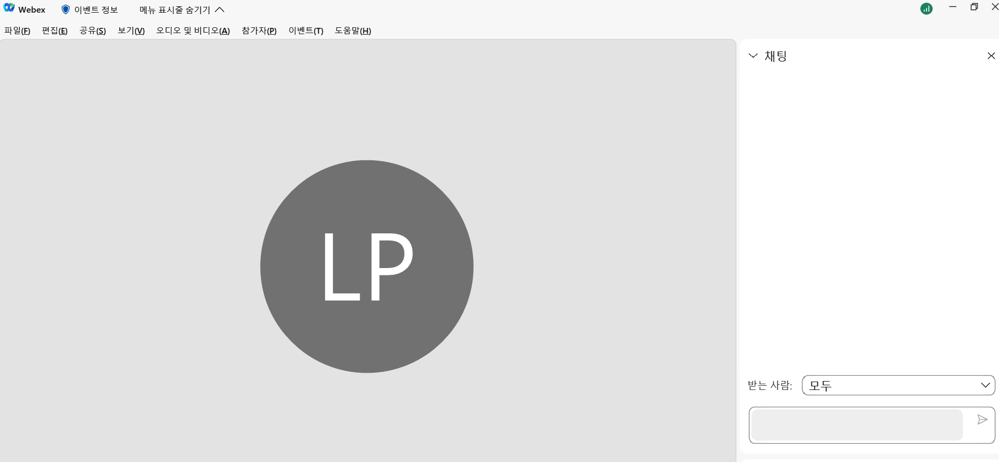 Webex 이벤트 정보 메뉴 표시줄 숨기기
파일(F) 편집(E) 공유(S) 보기(V) 오디오 및 비디오(A) 참가자(P) 이벤트(T) 도움말(H)
채팅
LP
받는 사람: 모두